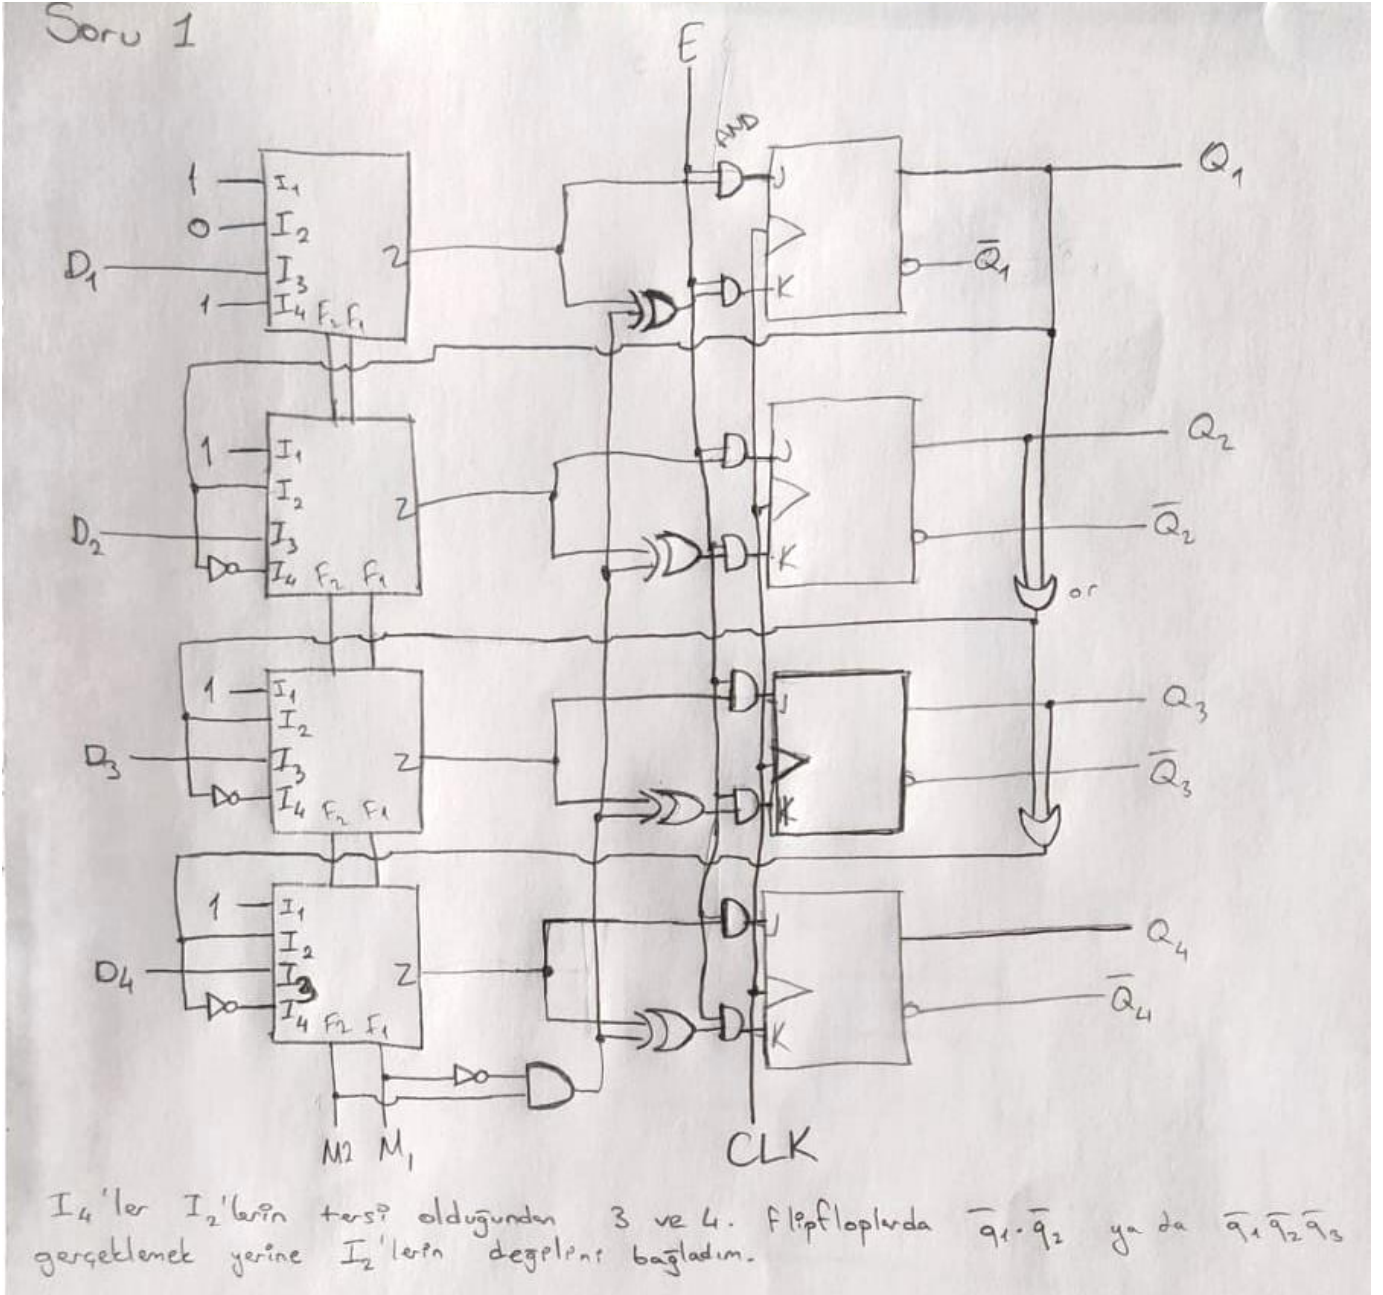 Soru 1
E
AND
1 I1
0 I2
D1 I3
1 I4 F2 F1
Z
J
K
Q1
Q̅1
1 I1
I2
D2 I3
I4 F2 F1
Z
J
K
Q2
Q̅2
or
1 I1
I2
D3 I3
I4 F2 F1
Z
J
K
Q3
Q̅3
1 I1
I2
D4 I3
I4 F2 F1
Z
J
K
Q4
Q̅4
M2 M1
CLK
I4'ler I2'lerin tersi olduğundan 3 ve 4. flipfloplarda q̅1.q̅2 ya da q̅1q̅2q̅3
gerçeklemek yerine I2'lerin değelini bağladım.